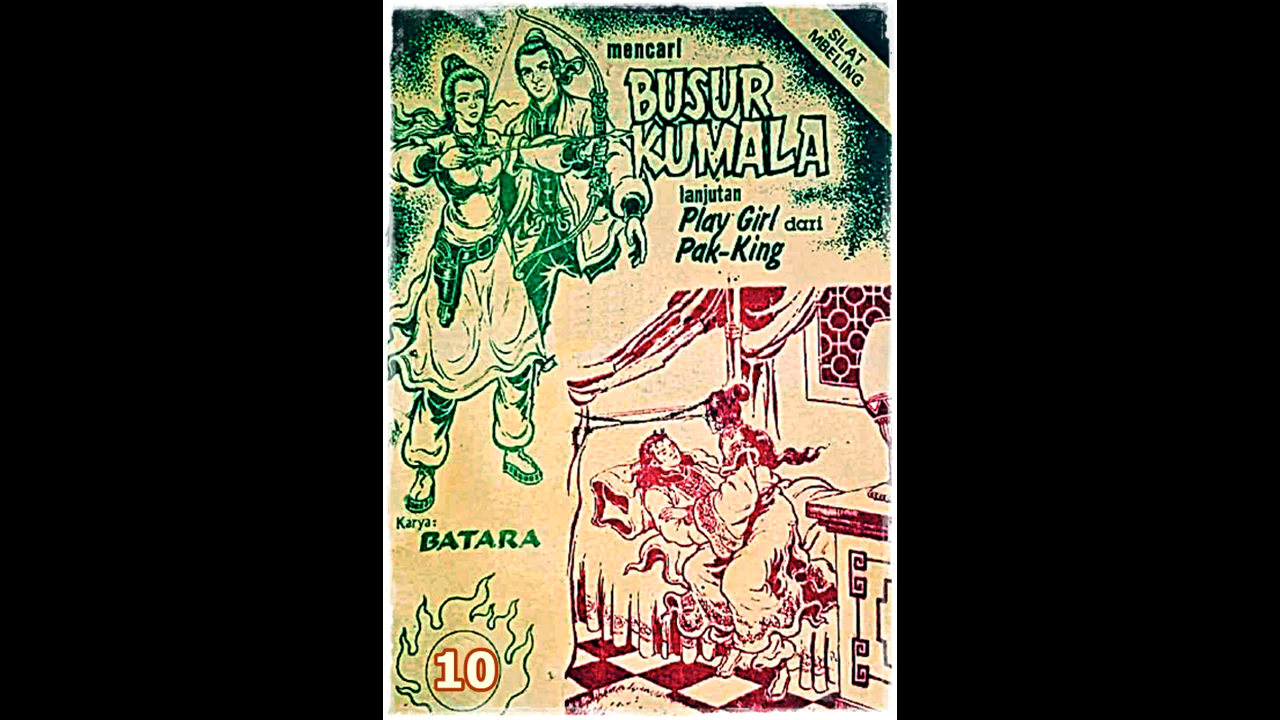 SILAT
MBELING
mencari
BUSUR
KUMALA
lanjutan
Play Girl dari
Pak-King
Karya:
BATARA
10